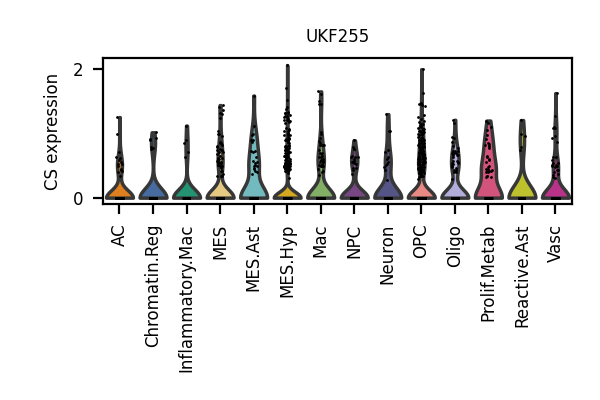 UKF255
CS expression
2
0
AC
Chromatin.Reg
Inflammatory.Mac
MES
MES.Ast
MES.Hyp
Mac
NPC
Neuron
OPC
Oligo
Prolif.Metab
Reactive.Ast
Vasc